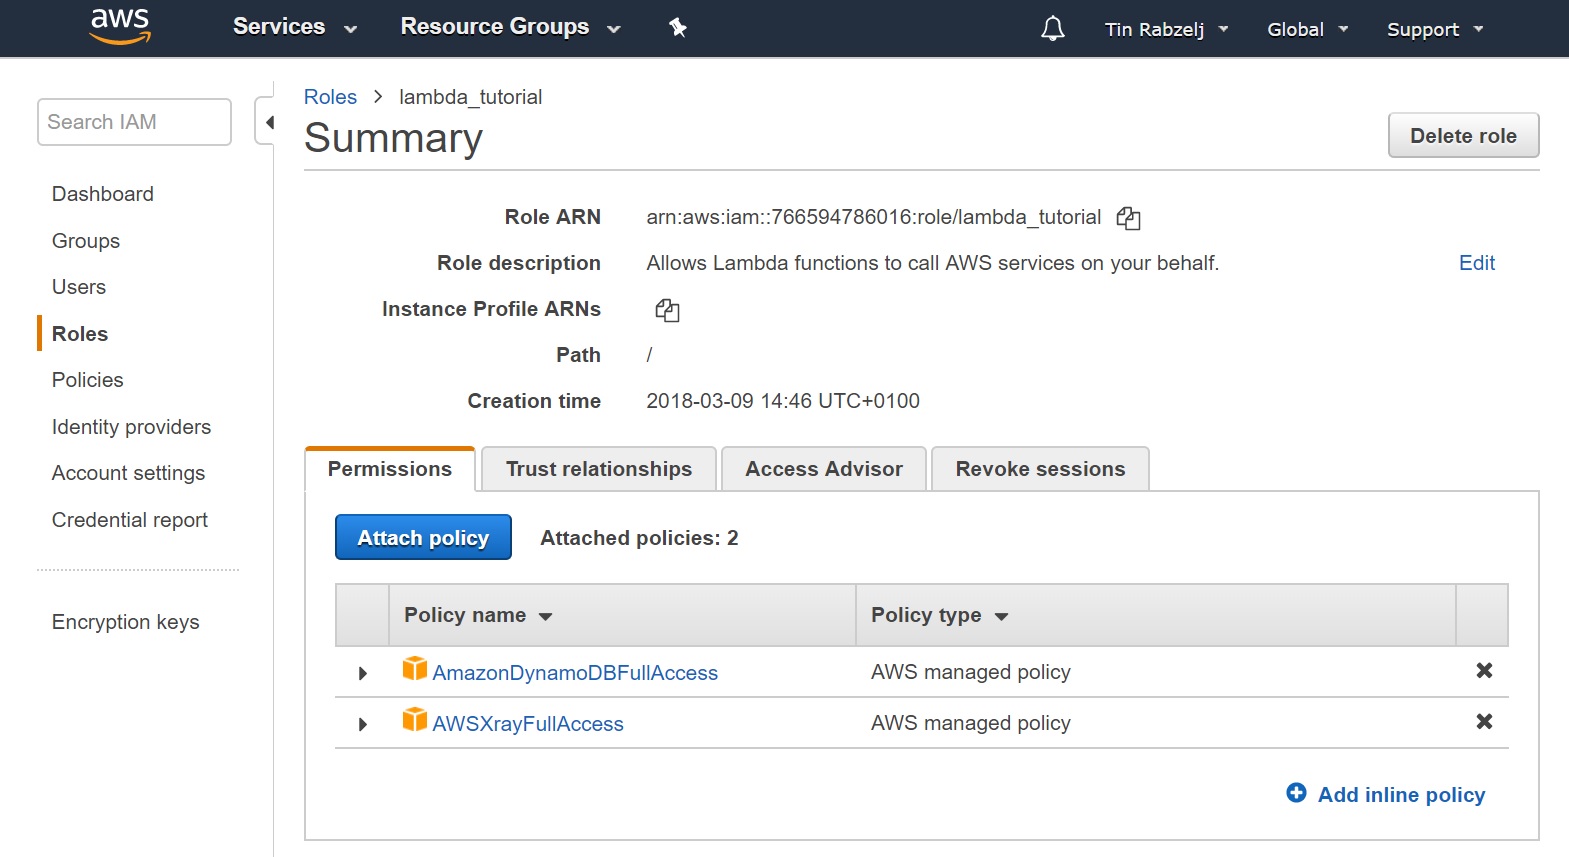 aws Services Resource Groups Tin Rabzelj Global Support
Search IAM
Dashboard
Groups
Users
Roles
Policies
Identity providers
Account settings
Credential report
Encryption keys
Roles > lambda_tutorial
Summary
Delete role
Role ARN arn:aws:iam::766594786016:role/lambda_tutorial
Role description Allows Lambda functions to call AWS services on your behalf. Edit
Instance Profile ARNs
Path /
Creation time 2018-03-09 14:46 UTC+0100
Permissions Trust relationships Access Advisor Revoke sessions
Attach policy Attached policies: 2
Policy name Policy type
AmazonDynamoDBFullAccess AWS managed policy
AWSXrayFullAccess AWS managed policy
Add inline policy